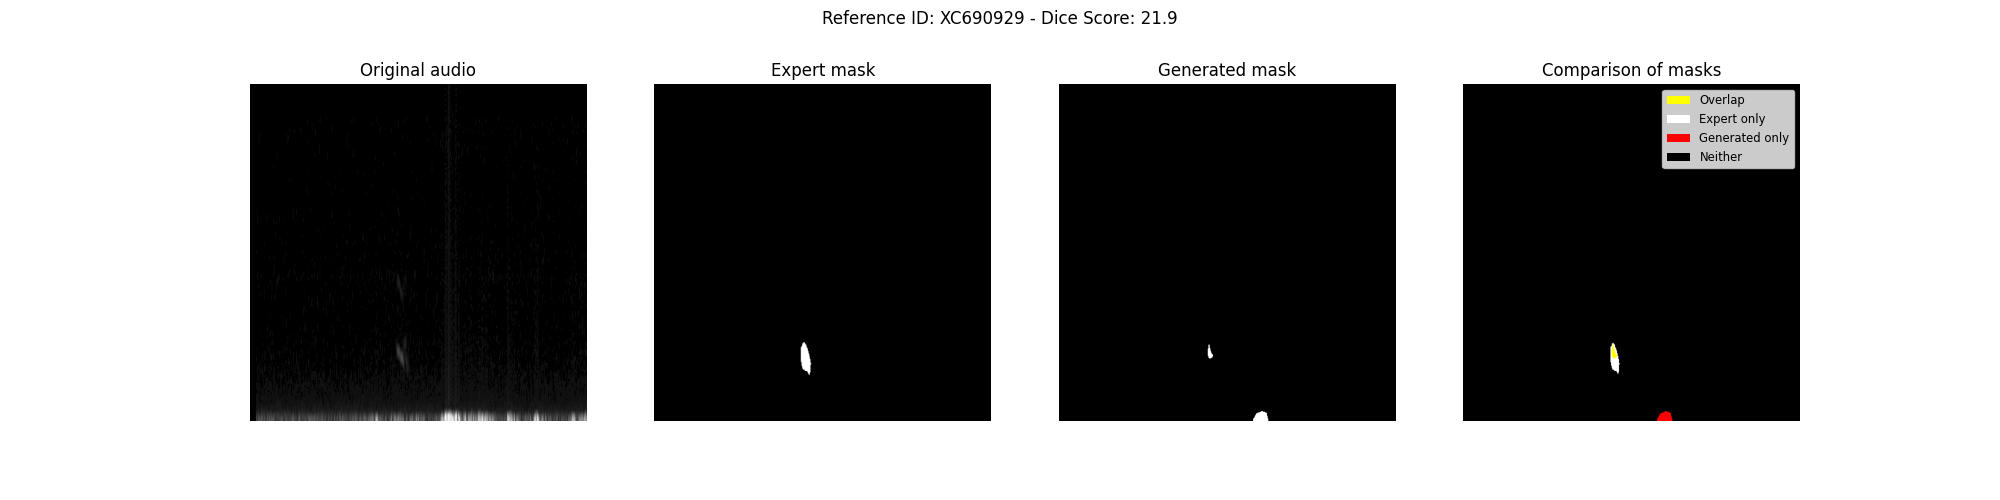 Reference ID: XC690929 - Dice Score: 21.9
Original audio
Expert mask
Generated mask
Comparison of masks
Overlap
Expert only
Generated only
Neither